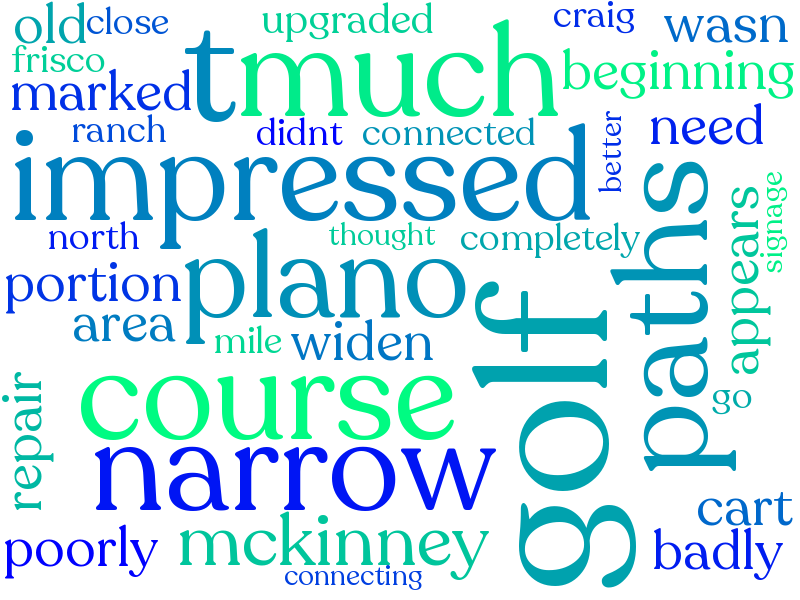 old
close
upgraded
craig
wasn
frisco
t
much
beginning
marked
ranch
didnt
connected
better
need
impressed
paths
signage
north
thought
completely
appears
portion
plano
area
mile
widen
golf
repair
course
go
narrow
cart
poorly
mckinney
badly
connecting